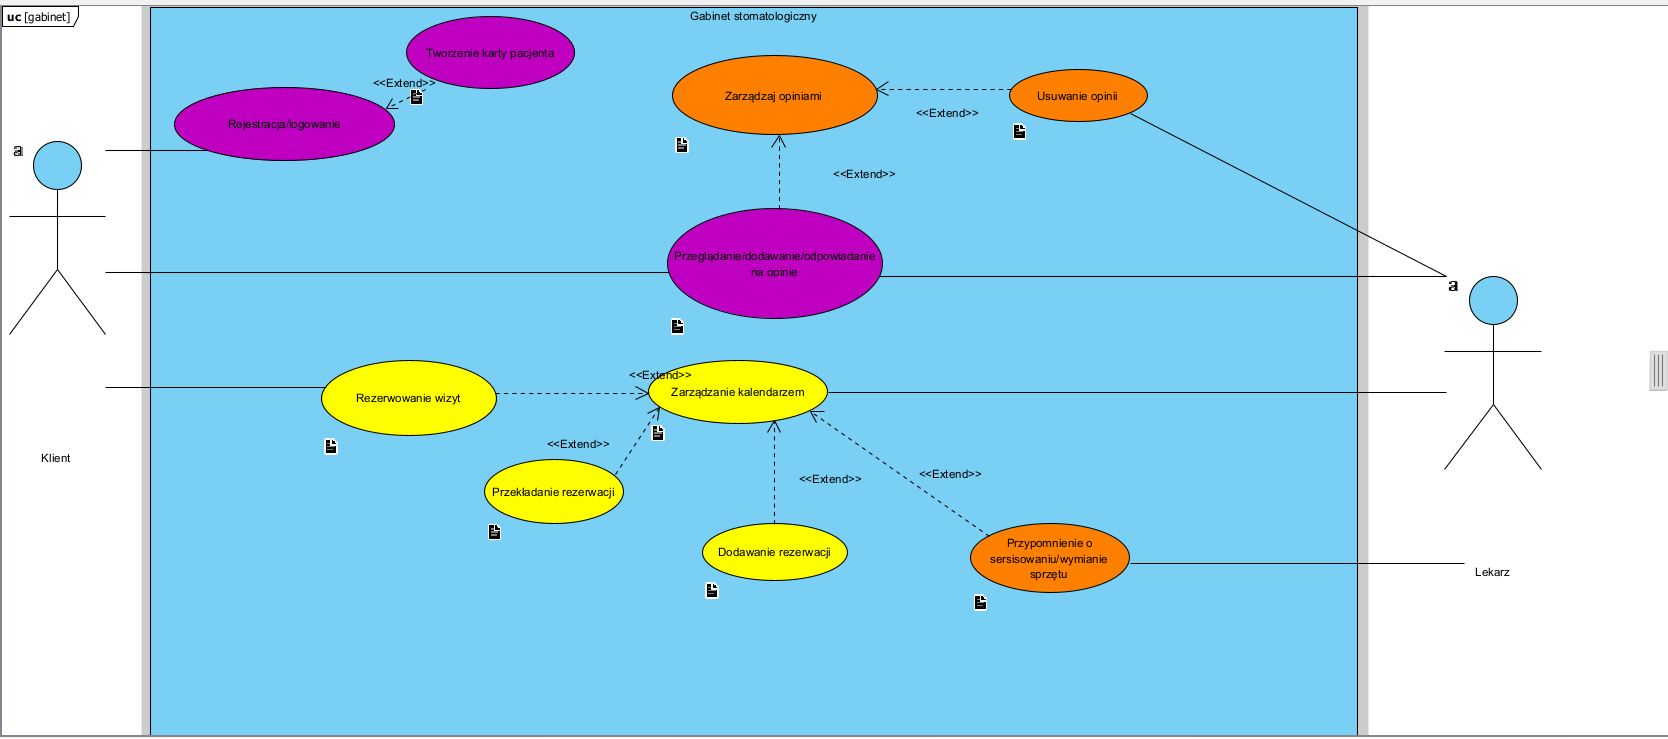 uc [gabinet]
Gabinet stomatologiczny
Tworzenie karty pacjenta
<<Extend>>
Rejestracja/logowanie
Zarządzaj opiniami
Usuwanie opinii
<<Extend>>
a
<<Extend>>
Przeglądanie/dodawanie/odpowiadanie
na opinie
a
<<Extend>>
Rezerwowanie wizyt
Zarządzanie kalendarzem
<<Extend>>
Klient
Przekładanie rezerwacji
<<Extend>>
<<Extend>>
Dodawanie rezerwacji
Przypomnienie o
sersisowaniu/wymianie
sprzętu
Lekarz